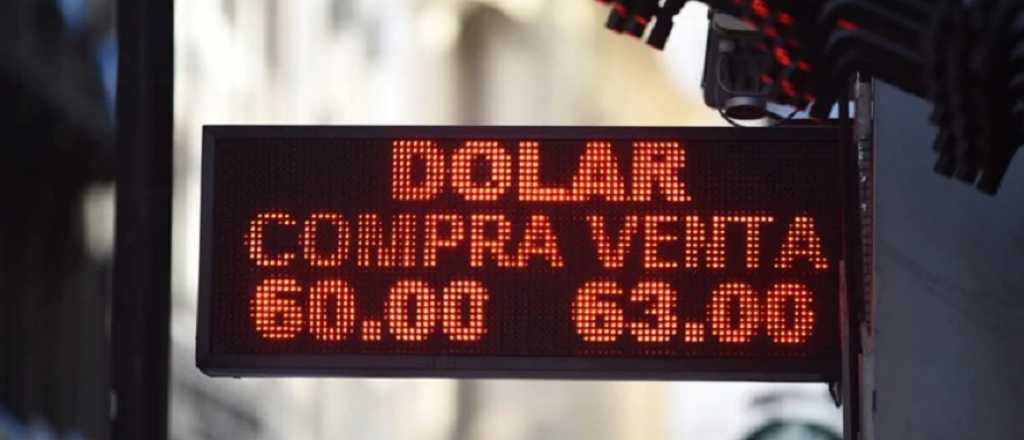 DOLAR
COMPRA VENTA
60.00 63.00